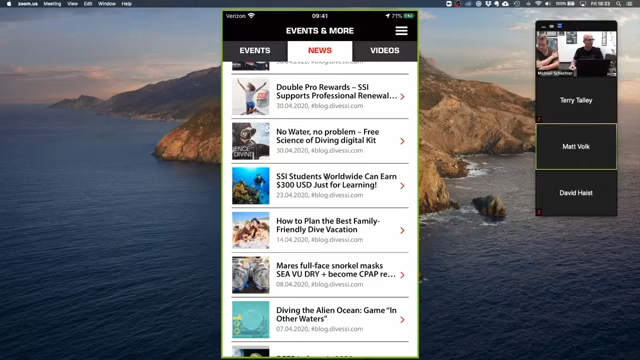 zoom.us Meeting View Edit Window Help
100%
Fri 18:33
Verizon 09:41 71%
EVENTS & MORE
EVENTS NEWS VIDEOS
Double Pro Rewards – SSI
Supports Professional Renewal...
30.04.2020, #blog.divessi.com
No Water, no problem – Free
Science of Diving digital Kit
30.04.2020, #blog.divessi.com
SSI Students Worldwide Can Earn
$300 USD Just for Learning!
23.04.2020, #blog.divessi.com
How to Plan the Best Family-
Friendly Dive Vacation
14.04.2020, #blog.divessi.com
Mares full-face snorkel masks
SEA VU DRY + become CPAP re...
08.04.2020, #blog.divessi.com
Diving the Alien Ocean: Game "In
Other Waters"
07.04.2020, #blog.divessi.com
Michael Schechter
Terry Talley
Matt Volk
David Haist